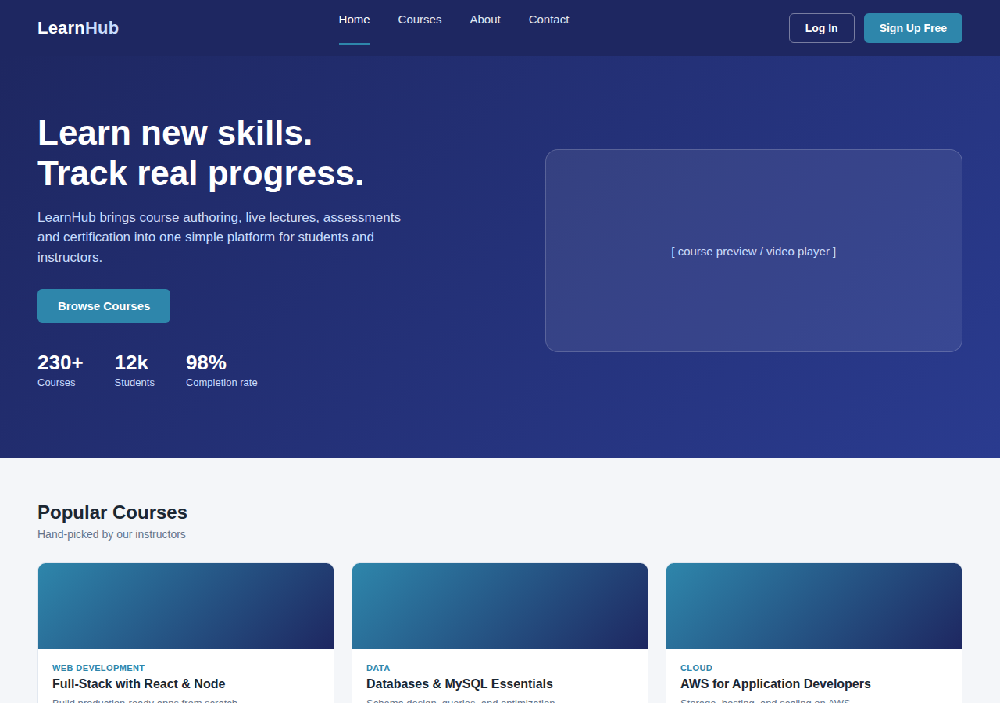 LearnHub
Home Courses About Contact
Log In
Sign Up Free
Learn new skills.
Track real progress.
LearnHub brings course authoring, live lectures, assessments
and certification into one simple platform for students and
instructors.
[ course preview / video player ]
Browse Courses
230+ 12k 98%
Courses Students Completion rate
Popular Courses
Hand-picked by our instructors
WEB DEVELOPMENT
Full-Stack with React & Node
Build production-ready apps from scratch
DATA
Databases & MySQL Essentials
Schema design, queries, and optimization
CLOUD
AWS for Application Developers
Storage, hosting, and scaling on AWS